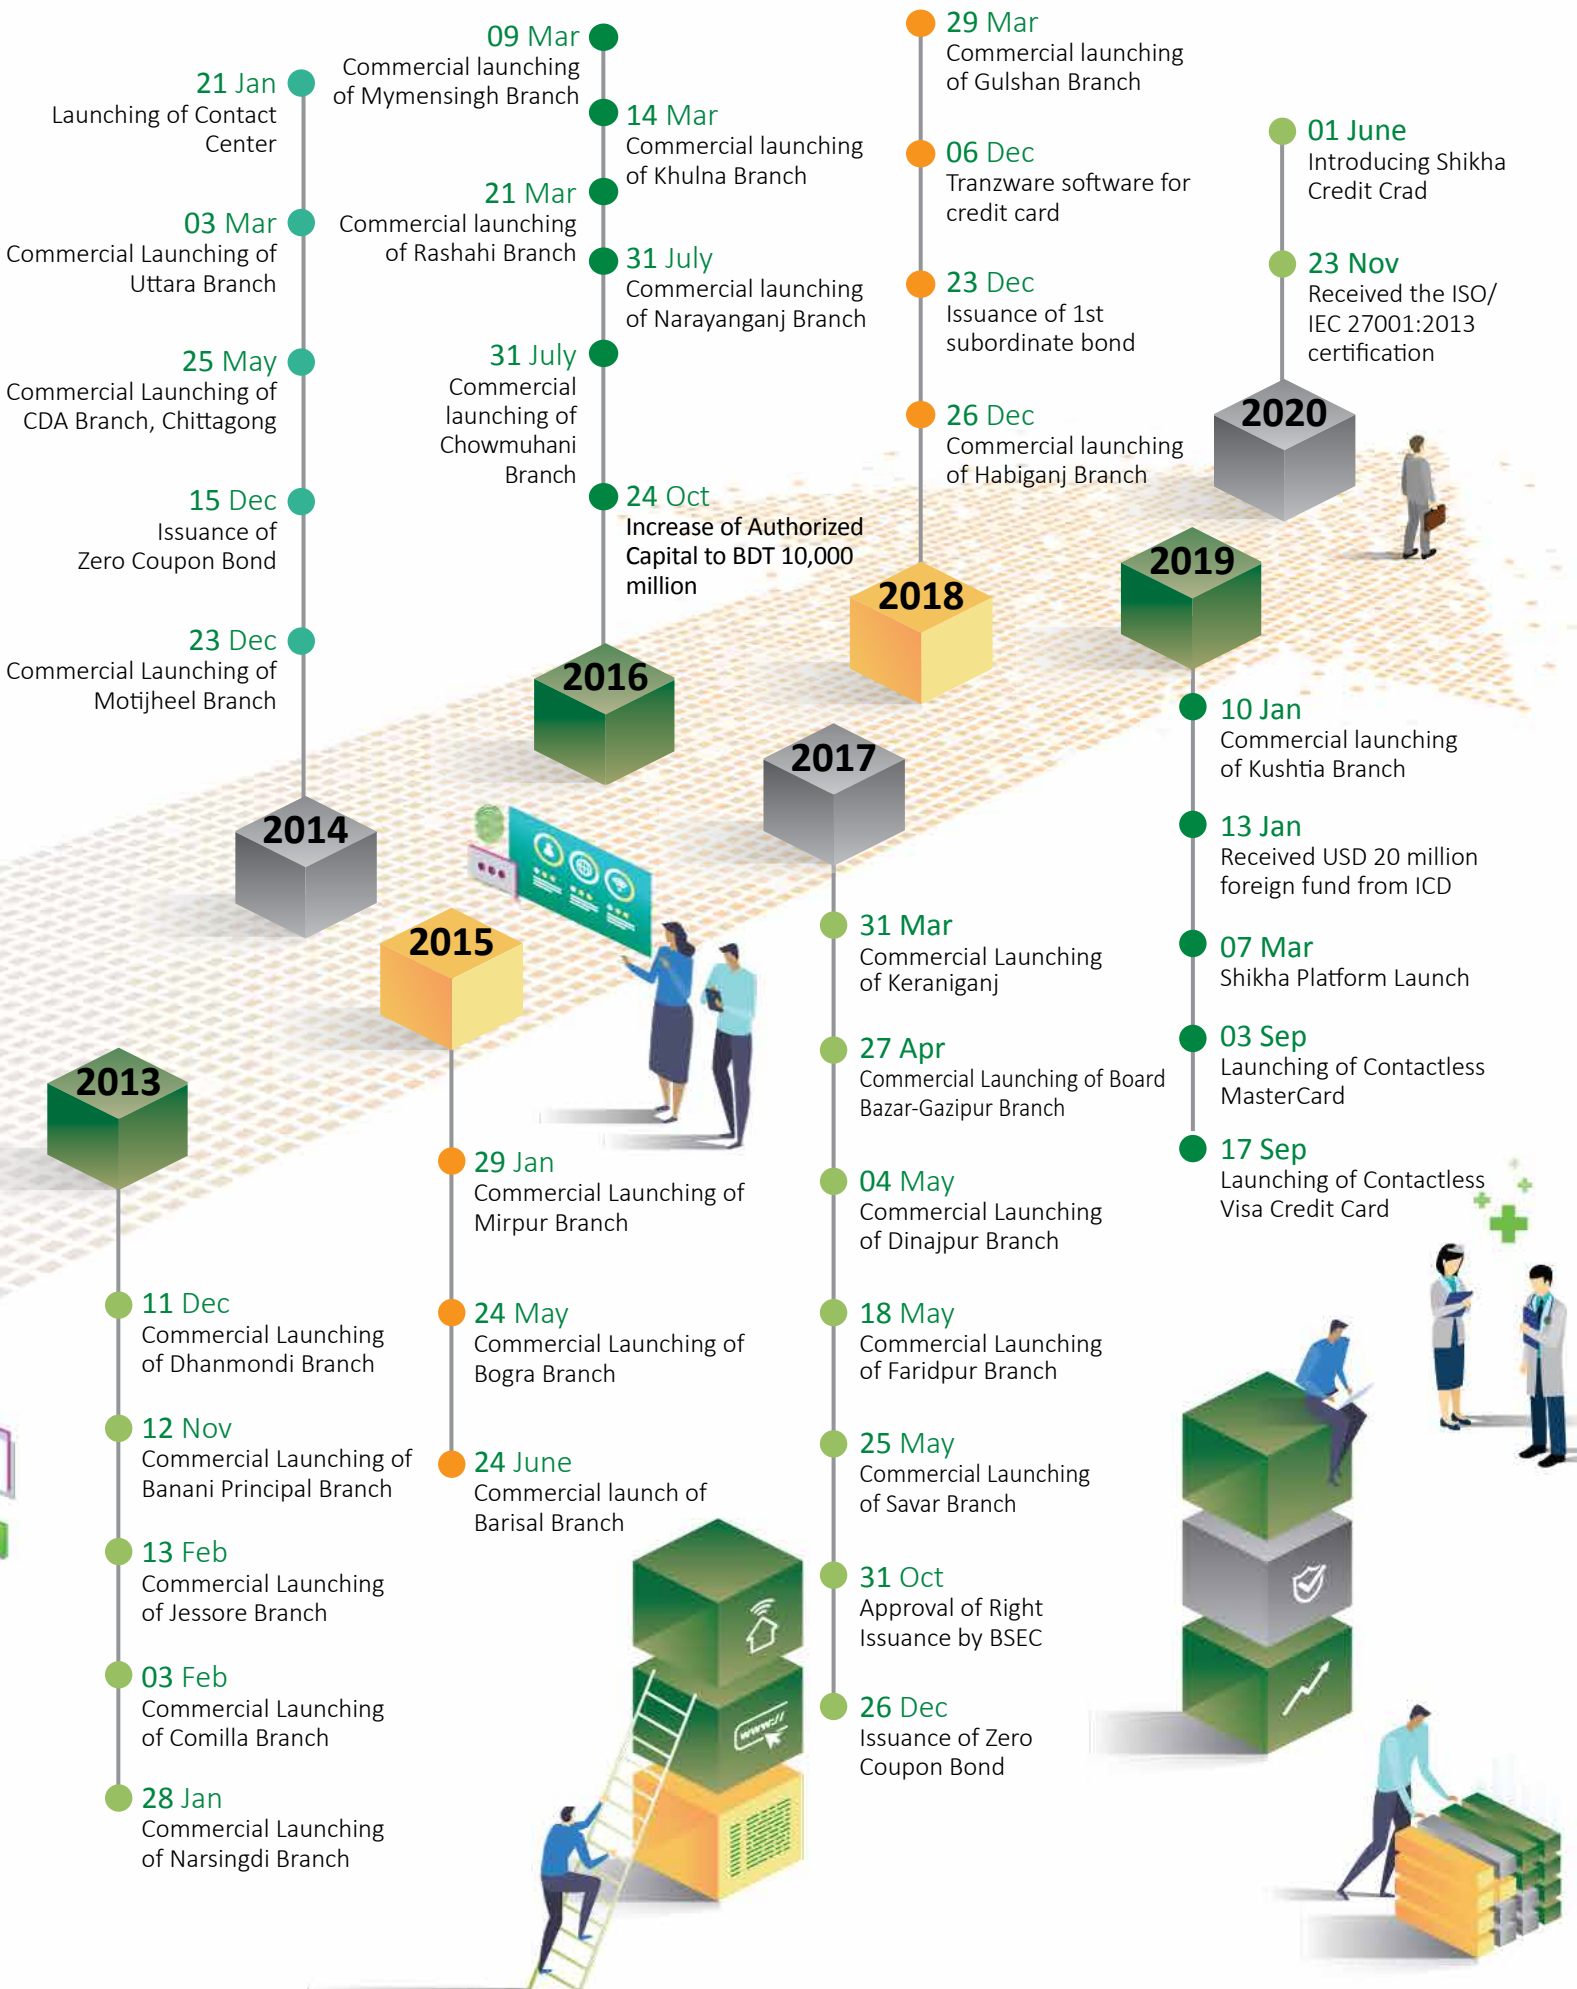 21 Jan
Launching of Contact
Center
03 Mar
Commercial Launching of
Uttara Branch
25 May
Commercial Launching of
CDA Branch, Chittagong
15 Dec
Issuance of
Zero Coupon Bond
23 Dec
Commercial Launching of
Motijheel Branch
2014
09 Mar
Commercial launching
of Mymensingh Branch
14 Mar
Commercial launching
of Khulna Branch
21 Mar
Commercial launching
of Rashahi Branch
31 July
Commercial launching
of Narayanganj Branch
31 July
Commercial
launching of
Chowmuhani
Branch
24 Oct
Increase of Authorized
Capital to BDT 10,000
million
2016
29 Mar
Commercial launching
of Gulshan Branch
06 Dec
Tranzware software for
credit card
23 Dec
Issuance of 1st
subordinate bond
26 Dec
Commercial launching
of Habiganj Branch
2018
01 June
Introducing Shikha
Credit Crad
23 Nov
Received the ISO/
IEC 27001:2013
certification
2020
2013
11 Dec
Commercial Launching
of Dhanmondi Branch
12 Nov
Commercial Launching of
Banani Principal Branch
13 Feb
Commercial Launching
of Jessore Branch
03 Feb
Commercial Launching
of Comilla Branch
28 Jan
Commercial Launching
of Narsingdi Branch
2015
29 Jan
Commercial Launching of
Mirpur Branch
24 May
Commercial Launching of
Bogra Branch
24 June
Commercial launch of
Barisal Branch
2017
31 Mar
Commercial Launching
of Keraniganj
27 Apr
Commercial Launching of Board
Bazar-Gazipur Branch
04 May
Commercial Launching
of Dinajpur Branch
18 May
Commercial Launching
of Faridpur Branch
25 May
Commercial Launching
of Savar Branch
31 Oct
Approval of Right
Issuance by BSEC
26 Dec
Issuance of Zero
Coupon Bond
2019
10 Jan
Commercial launching
of Kushtia Branch
13 Jan
Received USD 20 million
foreign fund from ICD
07 Mar
Shikha Platform Launch
03 Sep
Launching of Contactless
MasterCard
17 Sep
Launching of Contactless
Visa Credit Card
www://